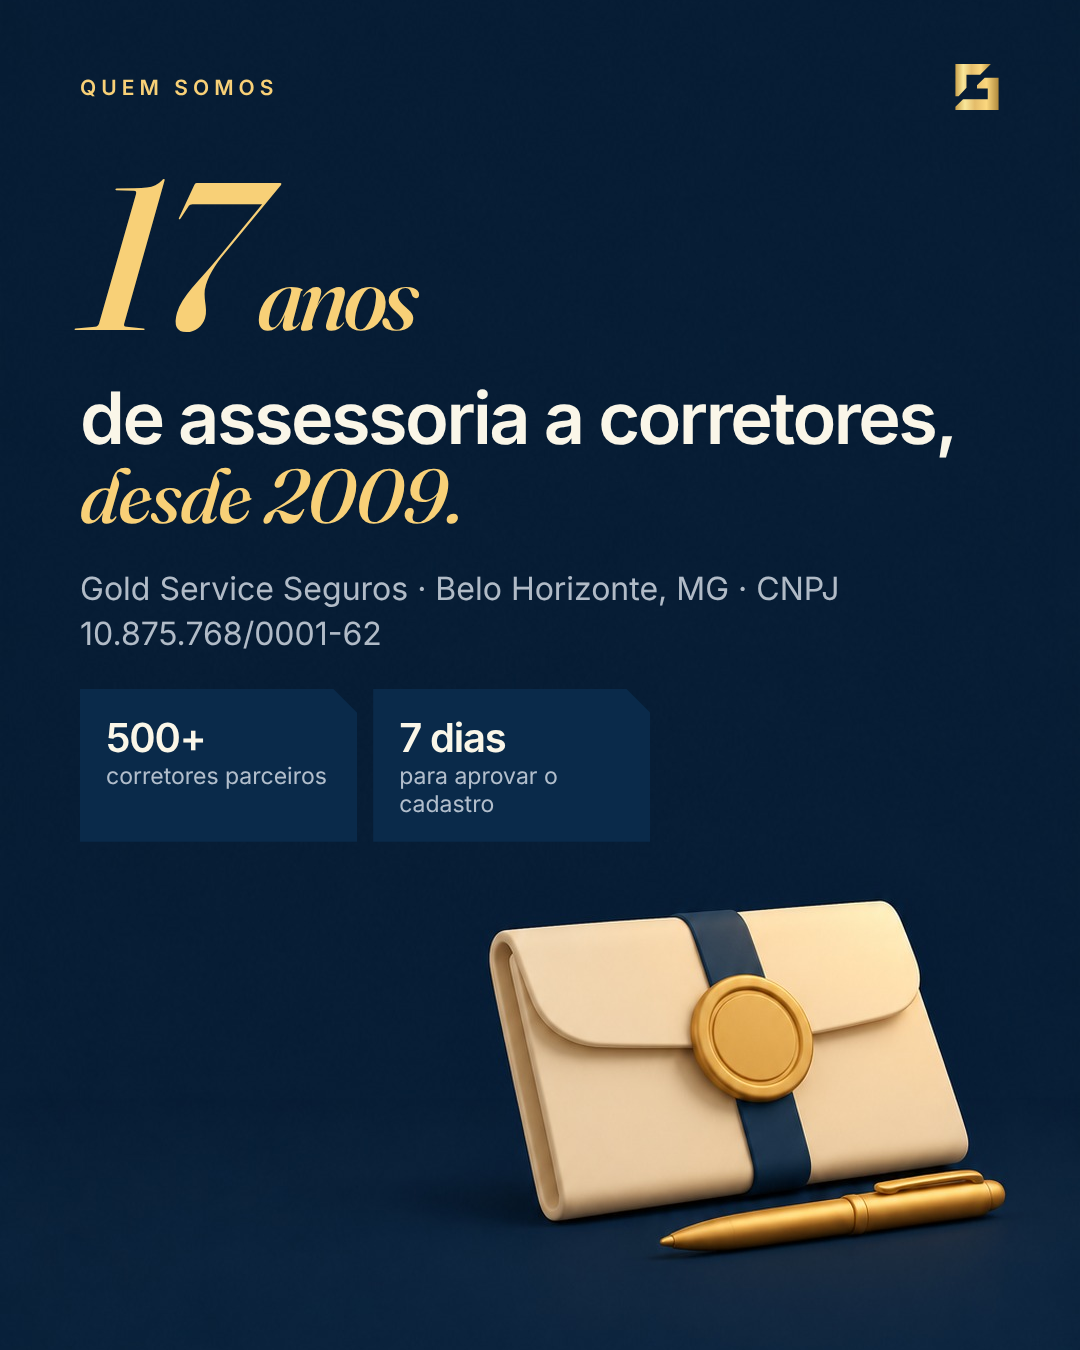 QUEM SOMOS
17 anos
de assessoria a corretores,
desde 2009.
Gold Service Seguros · Belo Horizonte, MG · CNPJ
10.875.768/0001-62
500+
corretores parceiros
7 dias
para aprovar o
cadastro